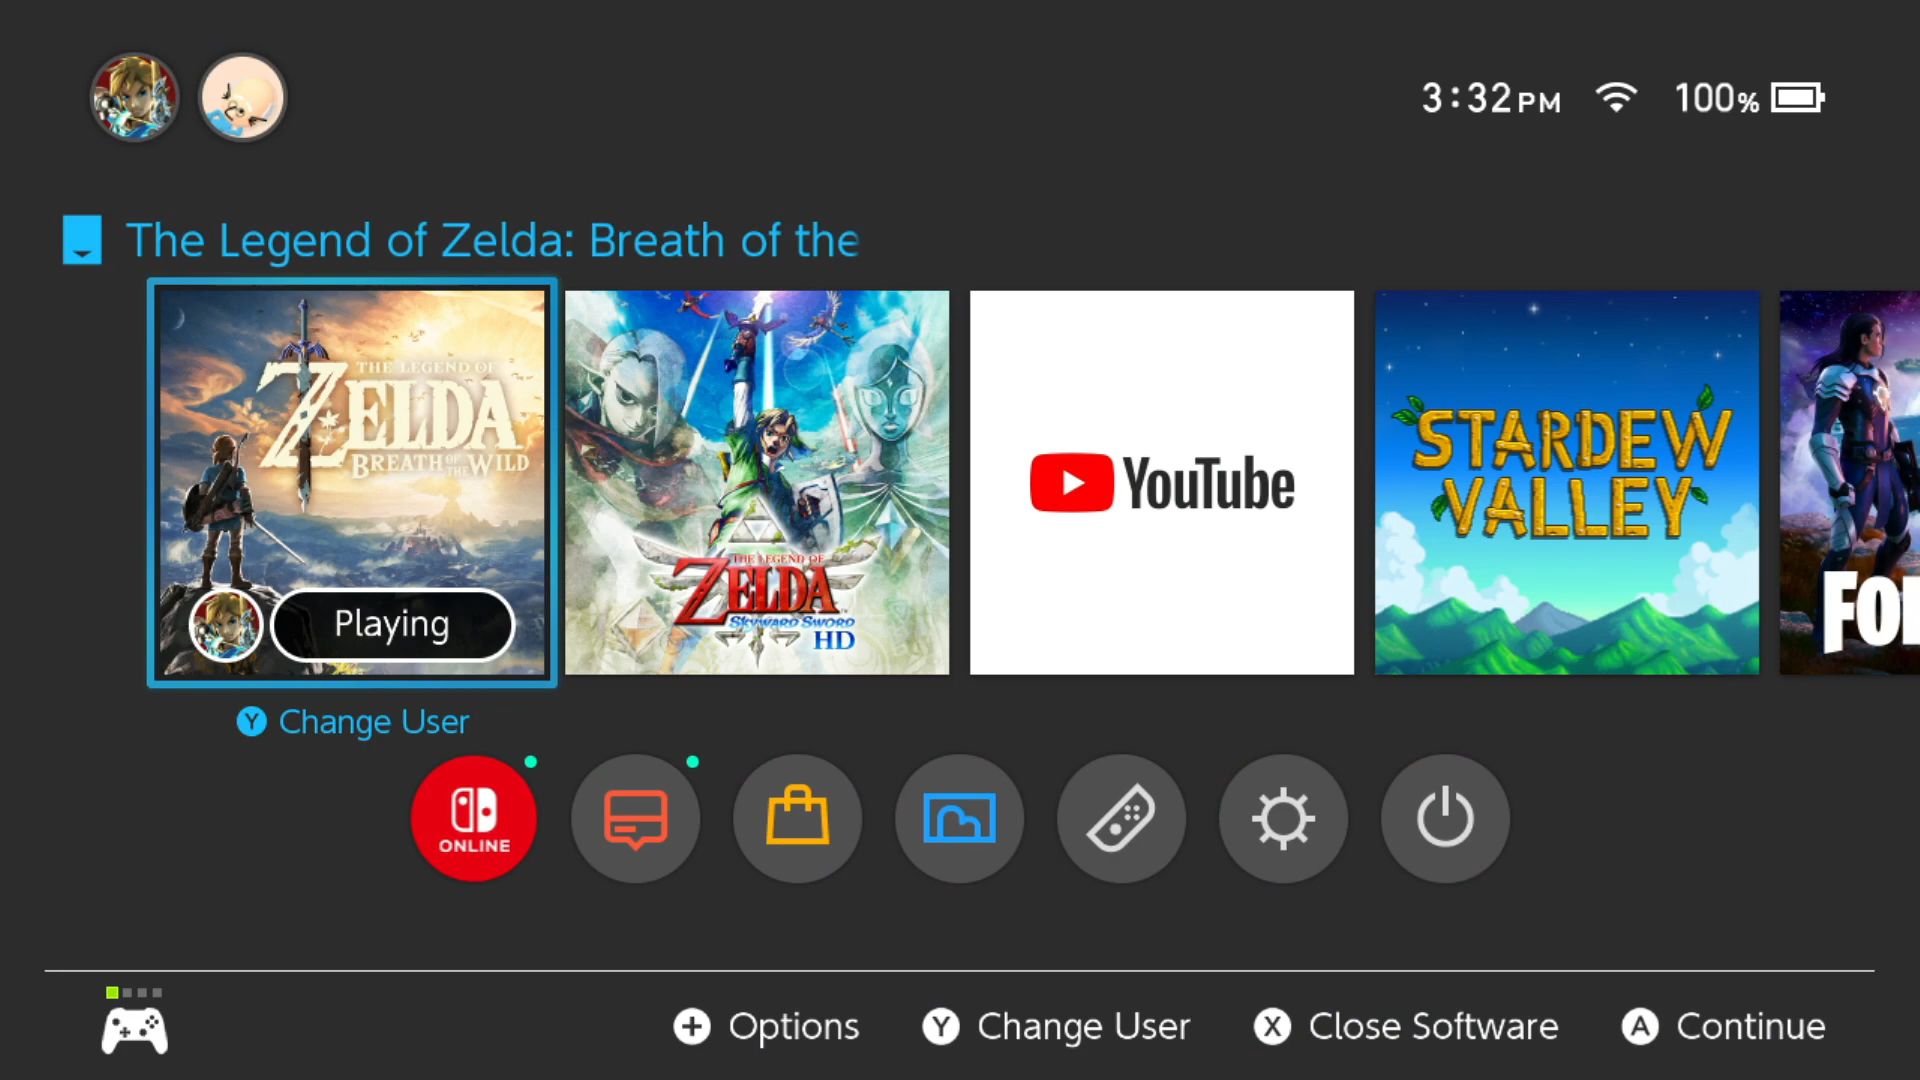 3:32 PM 100%
The Legend of Zelda: Breath of the
THE LEGEND OF
ZELDA
BREATH OF THE WILD
Playing
THE LEGEND OF
ZELDA
SKYWARD SWORD
HD
YouTube
STARDEW
VALLEY
FO
Y Change User
ONLINE
+ Options Y Change User X Close Software A Continue